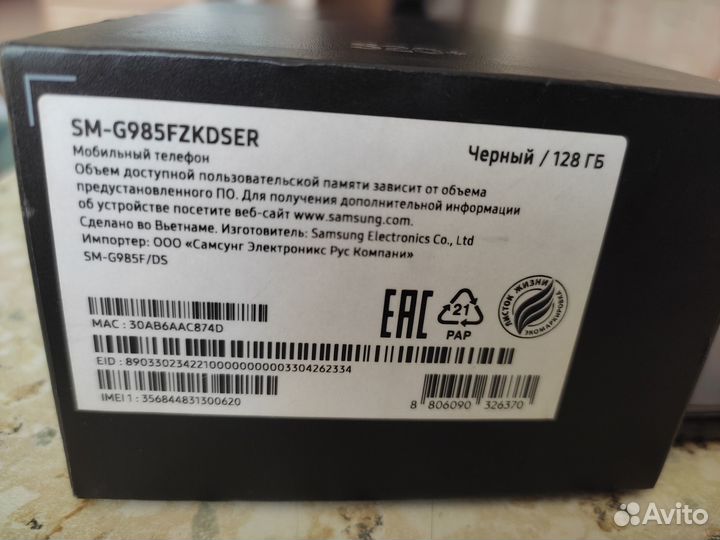 S20+
SM-G985FZKDSER
Мобильный телефон
Черный / 128 ГБ
Объем доступной пользовательской памяти зависит от объема
предустановленного ПО. Для получения дополнительной информации
об устройстве посетите веб-сайт www.samsung.com.
Сделано во Вьетнаме. Изготовитель: Samsung Electronics Co., Ltd
Импортер: ООО «Самсунг Электроникс Рус Компани»
SM-G985F/DS
MAC : 30AB6AAC874D
EAC
21
PAP
ЛИСТОК ЖИЗНИ
ЭКОМАРКИРОВКА
EID : 89033023422100000000003304262334
IMEI 1 : 356844831300620
8 806090 326370
Avito